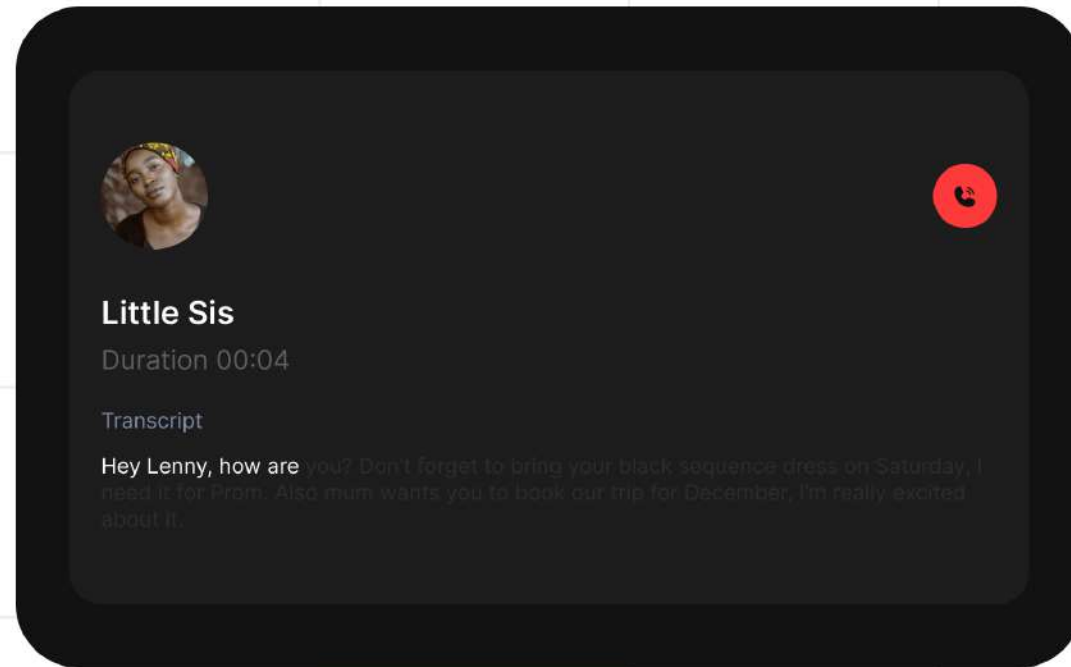 Little Sis
Duration 00:04
Transcript
Hey Lenny, how are you? Don't forget to bring your black sequence dress on Saturday, I
need it for Prom. Also mum wants you to book our trip for December, I'm really excited
about it.